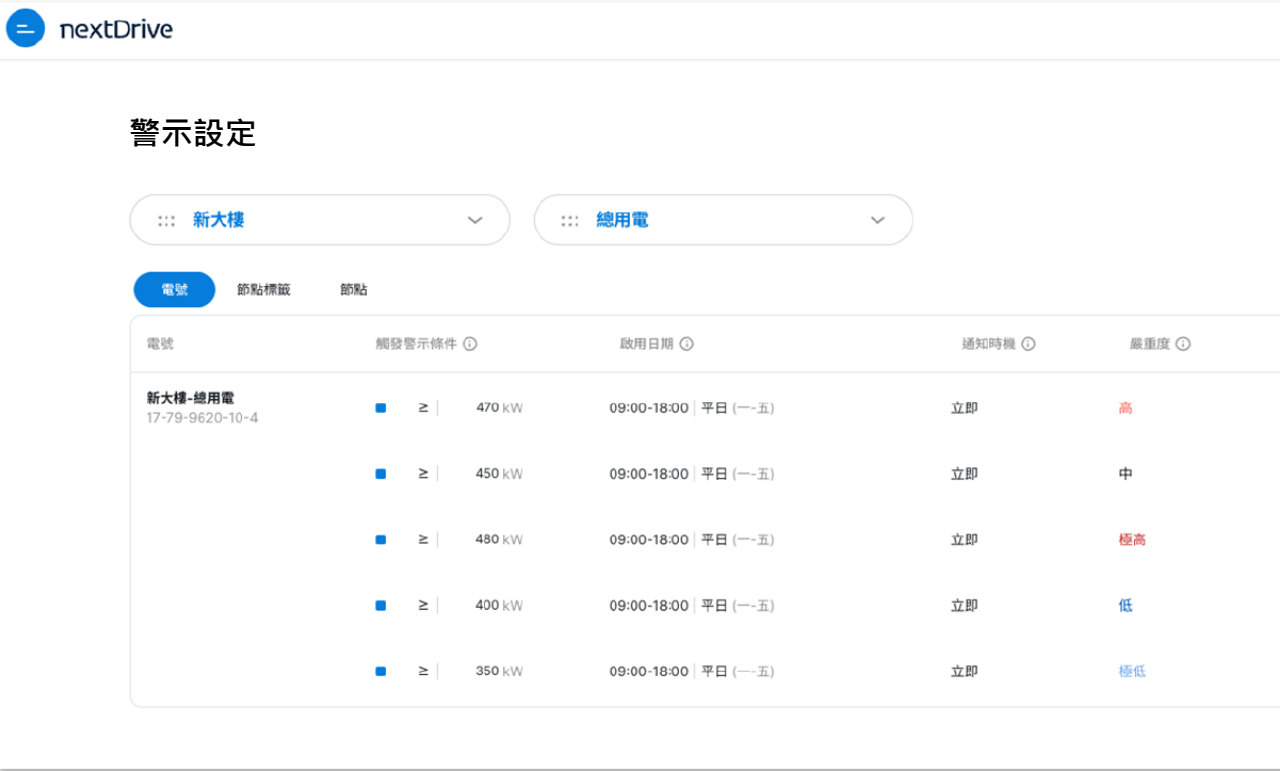 nextDrive
警示設定
新大樓 總用電
電號 節點標籤 節點
電號 觸發警示條件 啟用日期 通知時機 嚴重度
新大樓-總用電
17-79-9620-10-4
≥ 470 kW 09:00-18:00 平日 (一-五) 立即 高
≥ 450 kW 09:00-18:00 平日 (一-五) 立即 中
≥ 480 kW 09:00-18:00 平日 (一-五) 立即 極高
≥ 400 kW 09:00-18:00 平日 (一-五) 立即 低
≥ 350 kW 09:00-18:00 平日 (一-五) 立即 極低